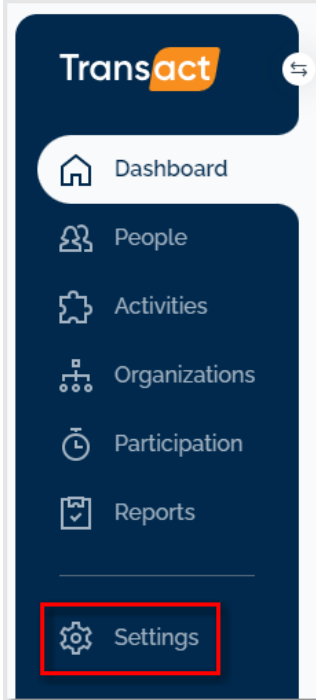 Transact
Dashboard
People
Activities
Organizations
Participation
Reports
Settings